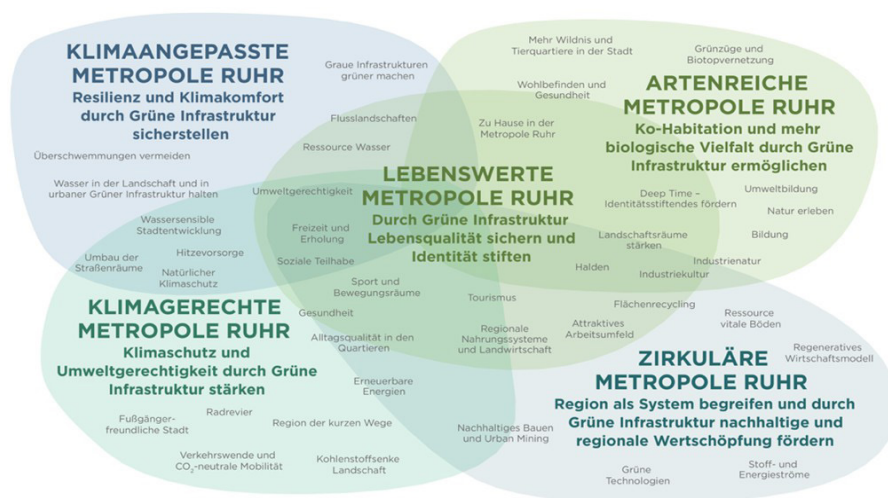 KLIMAANGEPASSTE
METROPOLE RUHR
Resilienz und Klimakomfort
durch Grüne Infrastruktur
sicherstellen
Graue Infrastrukturen
grüner machen
Flusslandschaften
Ressource Wasser
Überschwemmungen vermeiden
Wasser in der Landschaft und in
urbaner Grüner Infrastruktur halten
Wassersensible
Stadtentwicklung
Umbau der
Straßenräume
Hitzevorsorge
Natürlicher
Klimaschutz
Mehr Wildnis und
Tierquartiere in der Stadt
Grünzüge und
Biotopvernetzung
Wohlbefinden und
Gesundheit
Zu Hause in der
Metropole Ruhr
ARTENREICHE
METROPOLE RUHR
Ko-Habitation und mehr
biologische Vielfalt durch Grüne
Infrastruktur ermöglichen
Deep Time –
Identitätsstiftendes fördern
Umweltbildung
Natur erleben
Bildung
Landschaftsräume
stärken
Industrienatur
Industriekultur
Halden
LEBENSWERTE
METROPOLE RUHR
Durch Grüne Infrastruktur
Lebensqualität sichern und
Identität stiften
Umweltgerechtigkeit
Freizeit und
Erholung
Soziale Teilhabe
Sport und
Bewegungsräume
Gesundheit
Alltagsqualität in den
Quartieren
Tourismus
Regionale
Nahrungssysteme
und Landwirtschaft
Attraktives
Arbeitsumfeld
Flächenrecycling
KLIMAGERECHTE
METROPOLE RUHR
Klimaschutz und
Umweltgerechtigkeit durch Grüne
Infrastruktur stärken
Erneuerbare
Energien
Fußgänger-
freundliche Stadt
Radrevier
Region der kurzen Wege
Verkehrswende und
CO₂-neutrale Mobilität
Kohlenstoffsenke
Landschaft
Nachhaltiges Bauen
und Urban Mining
Ressource
vitale Böden
Regeneratives
Wirtschaftsmodell
ZIRKULÄRE
METROPOLE RUHR
Region als System begreifen und durch
Grüne Infrastruktur nachhaltige und
regionale Wertschöpfung fördern
Grüne
Technologien
Stoff- und
Energieströme